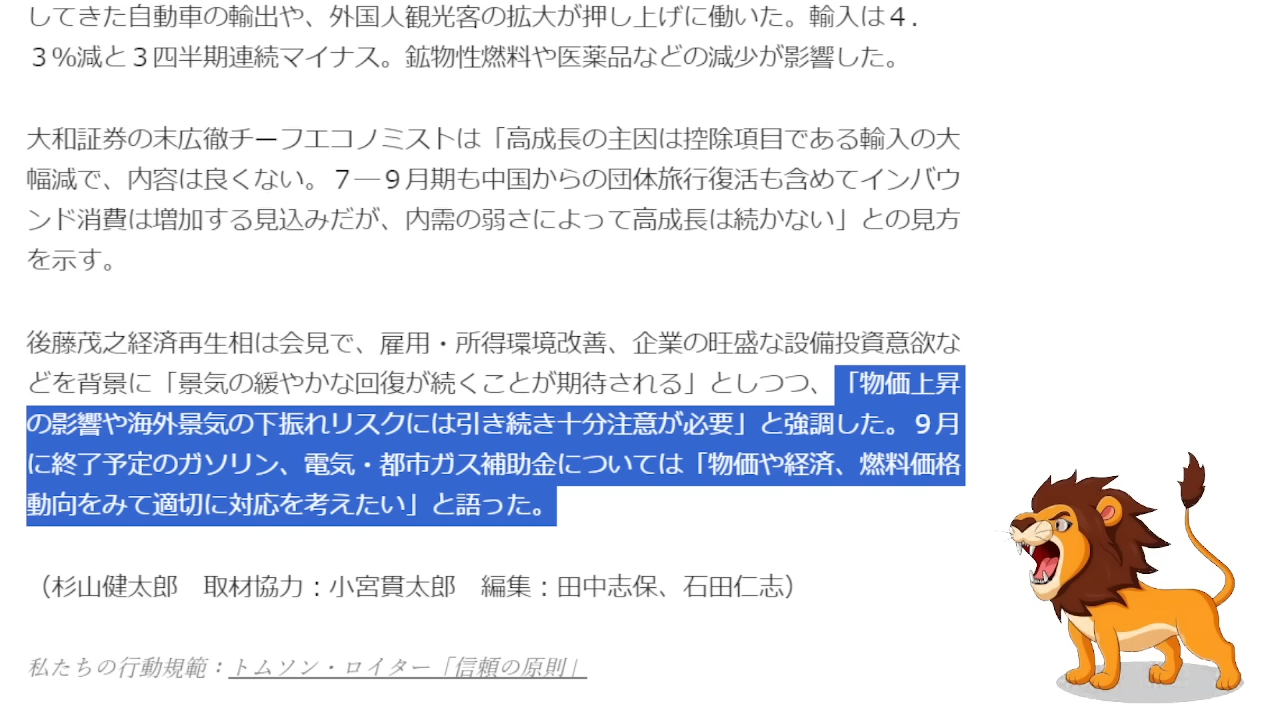 してきた自動車の輸出や、外国人観光客の拡大が押し上げに働いた。輸入は４．
３％減と３四半期連続マイナス。鉱物性燃料や医薬品などの減少が影響した。
大和証券の末広徹チーフエコノミストは「高成長の主因は控除項目である輸入の大
幅減で、内容は良くない。７―９月期も中国からの団体旅行復活も含めてインバウ
ンド消費は増加する見込みだが、内需の弱さによって高成長は続かない」との見方
を示す。
後藤茂之経済再生相は会見で、雇用・所得環境改善、企業の旺盛な設備投資意欲な
どを背景に「景気の緩やかな回復が続くことが期待される」としつつ、「物価上昇
の影響や海外景気の下振れリスクには引き続き十分注意が必要」と強調した。９月
に終了予定のガソリン、電気・都市ガス補助金については「物価や経済、燃料価格
動向をみて適切に対応を考えたい」と語った。
（杉山健太郎　取材協力：小宮貫太郎　編集：田中志保、石田仁志）
私たちの行動規範：トムソン・ロイター「信頼の原則」